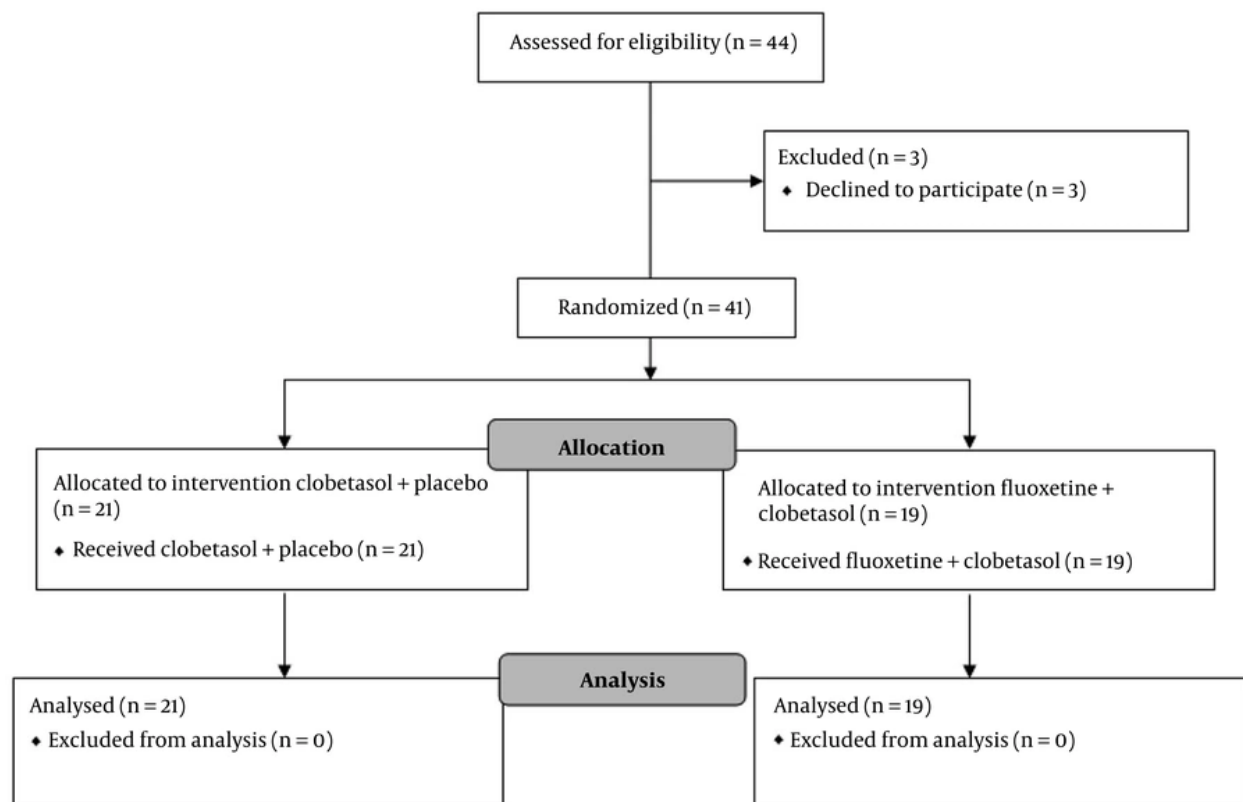 Assessed for eligibility (n = 44)
Excluded (n = 3)
◆ Declined to participate (n = 3)
Randomized (n = 41)
Allocation
Allocated to intervention clobetasol + placebo
(n = 21)
◆ Received clobetasol + placebo (n = 21)
Allocated to intervention fluoxetine +
clobetasol (n = 19)
◆ Received fluoxetine + clobetasol (n = 19)
Analysis
Analysed (n = 21)
◆ Excluded from analysis (n = 0)
Analysed (n = 19)
◆ Excluded from analysis (n = 0)